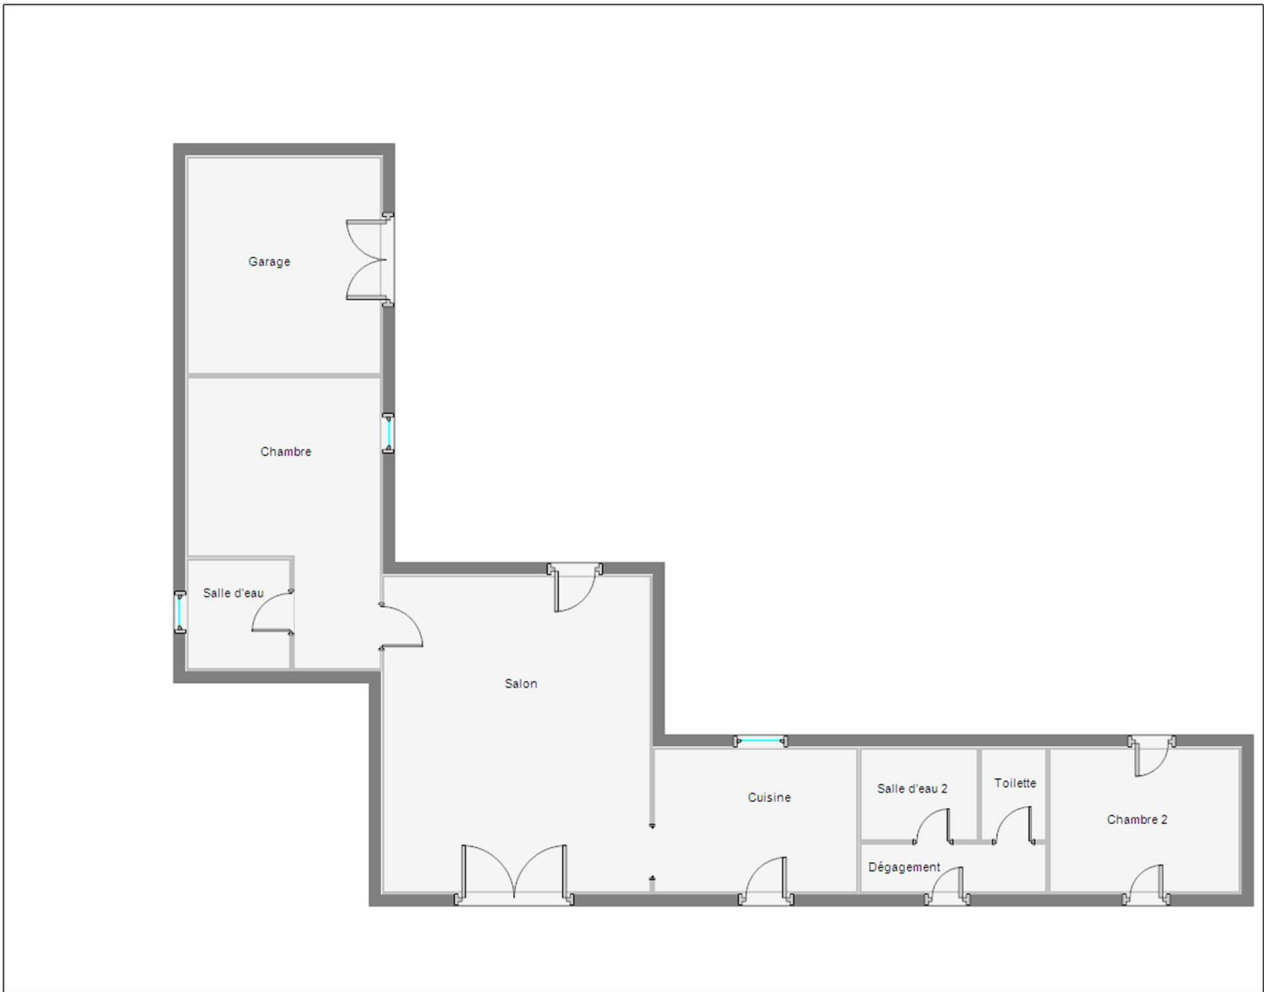 Garage
Chambre
Salle d'eau
Salon
Cuisine
Salle d'eau 2
Toilette
Chambre 2
Dégagement